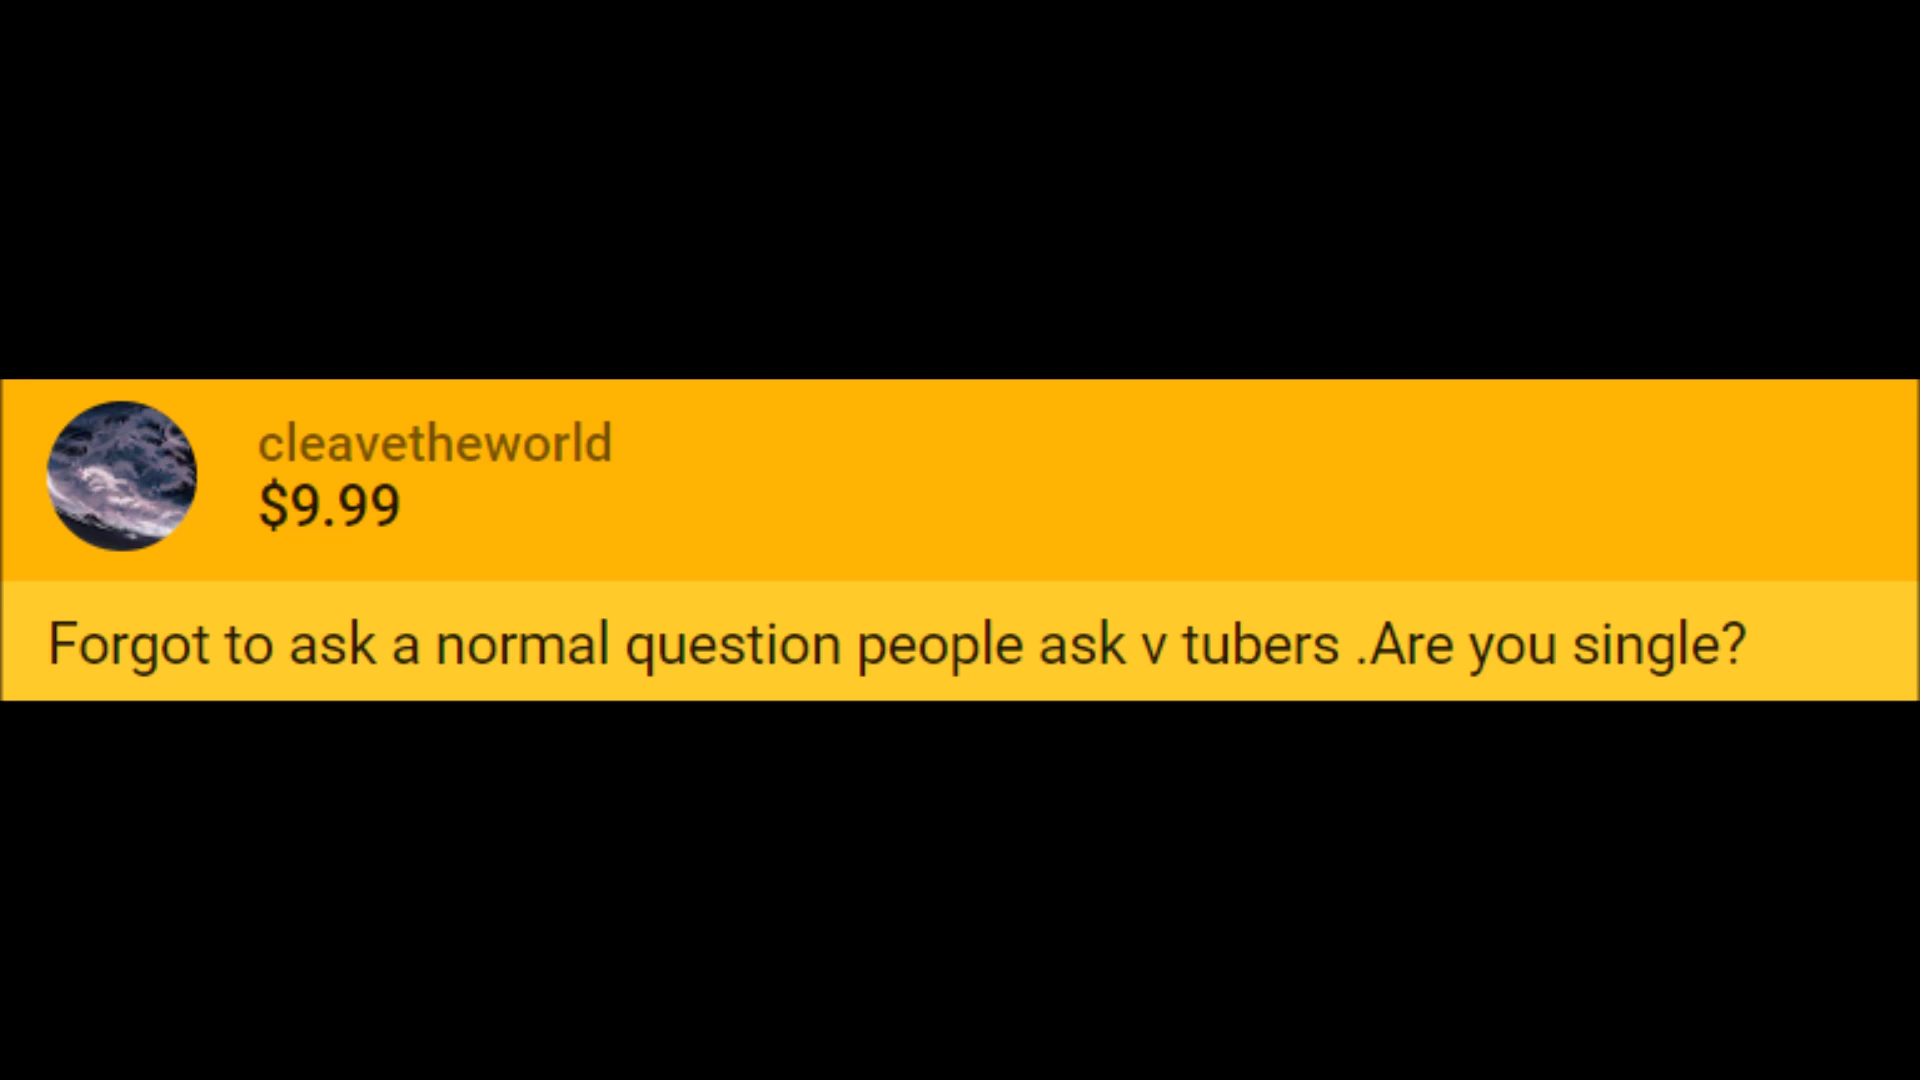 cleavetheworld
$9.99
Forgot to ask a normal question people ask v tubers .Are you single?